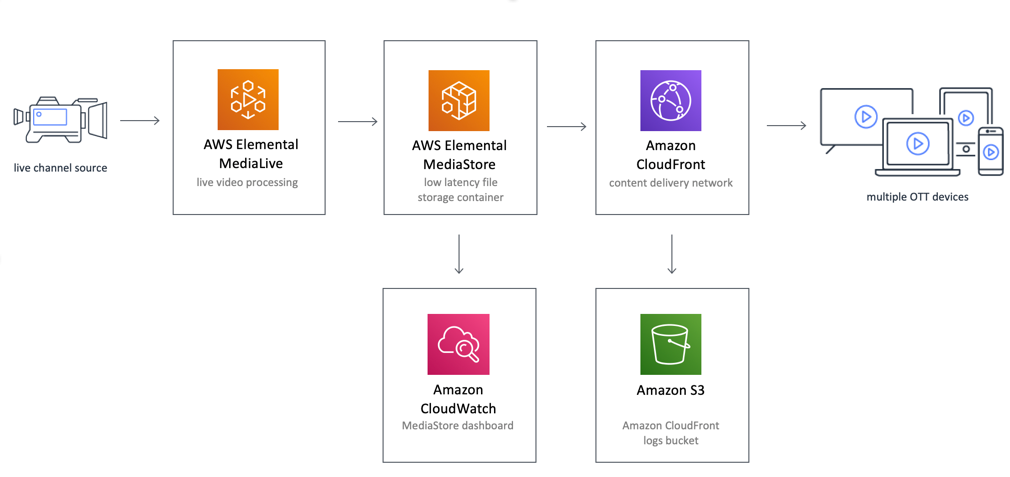 live channel source
AWS Elemental
MediaLive
live video processing
AWS Elemental
MediaStore
low latency file
storage container
Amazon
CloudFront
content delivery network
multiple OTT devices
Amazon
CloudWatch
MediaStore dashboard
Amazon S3
Amazon CloudFront
logs bucket